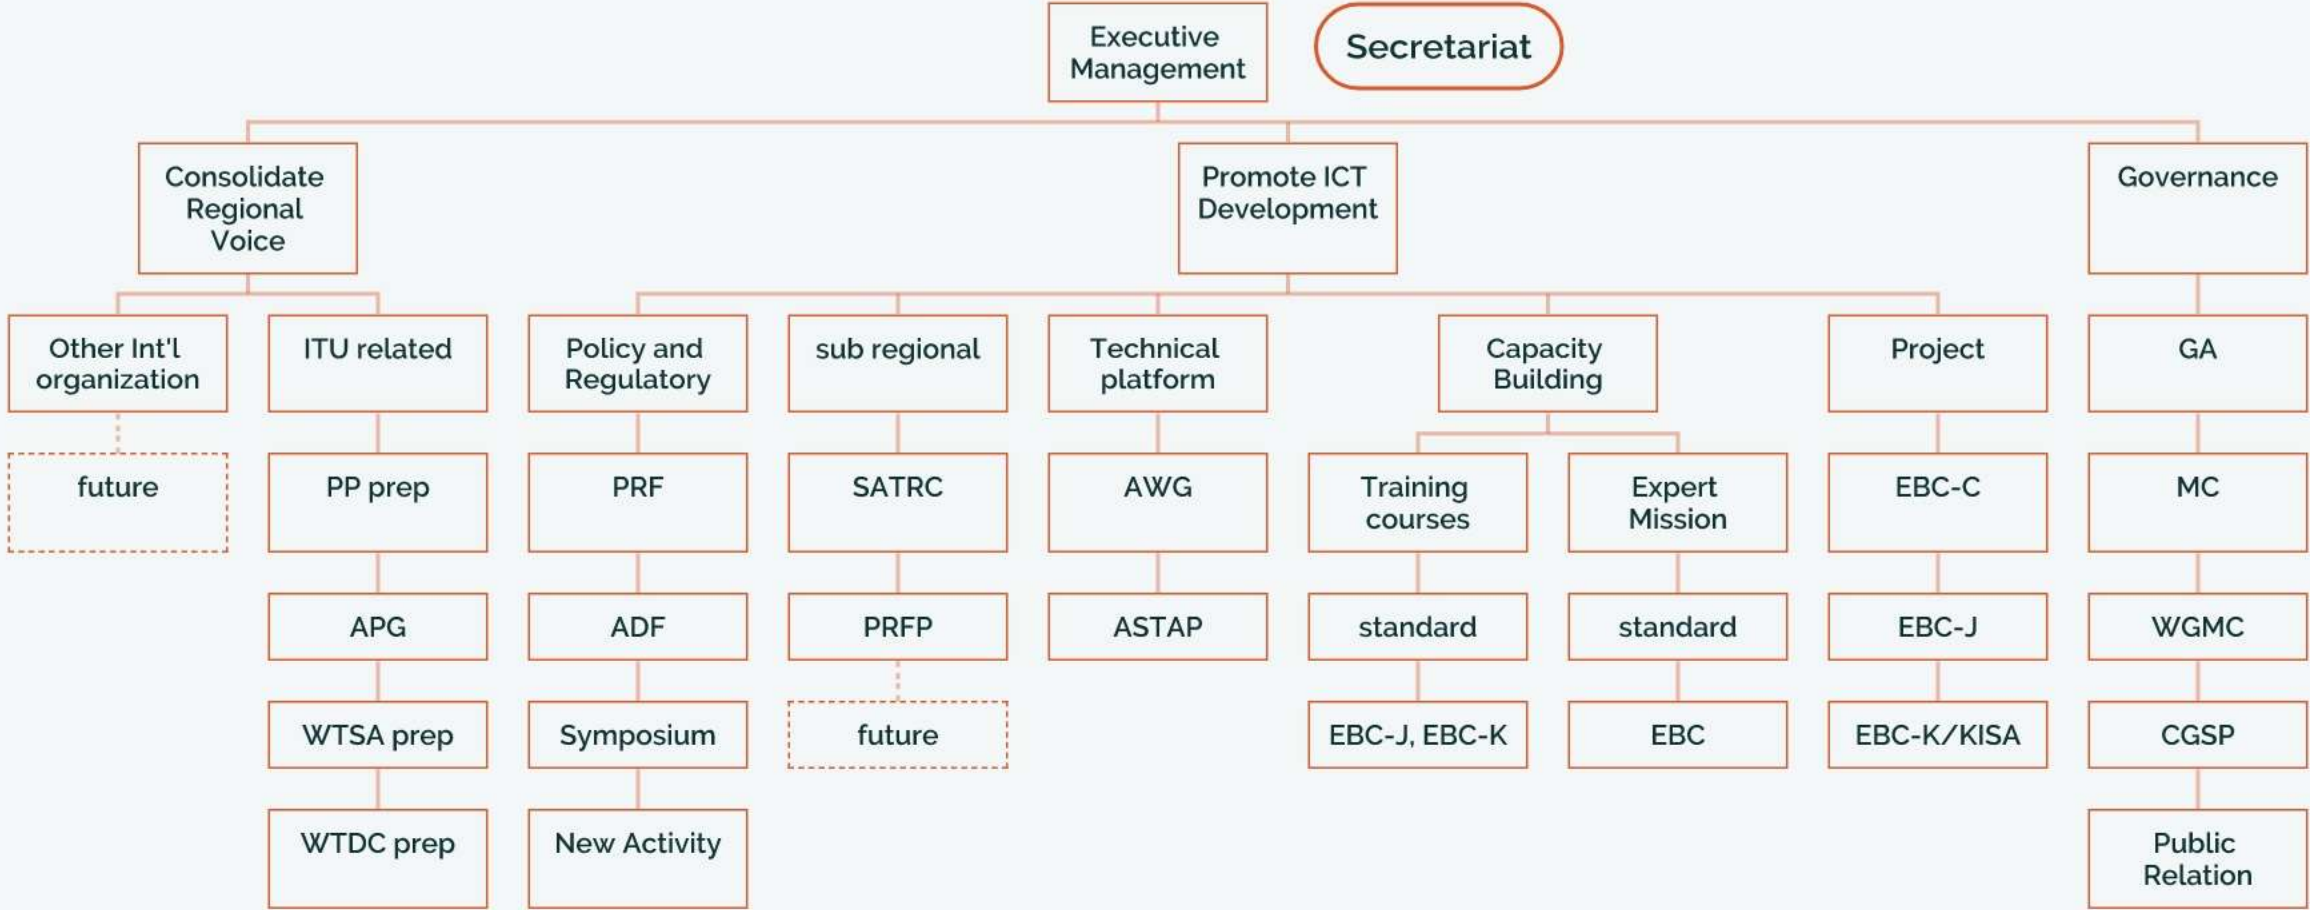 Executive
Management
Secretariat
Consolidate
Regional
Voice
Promote ICT
Development
Governance
Other Int'l
organization
ITU related
Policy and
Regulatory
sub regional
Technical
platform
Capacity
Building
Project
GA
future
PP prep
PRF
SATRC
AWG
Training
courses
Expert
Mission
EBC-C
MC
APG
ADF
PRFP
ASTAP
standard
standard
EBC-J
WGMC
WTSA prep
Symposium
future
EBC-J, EBC-K
EBC
EBC-K/KISA
CGSP
WTDC prep
New Activity
Public
Relation